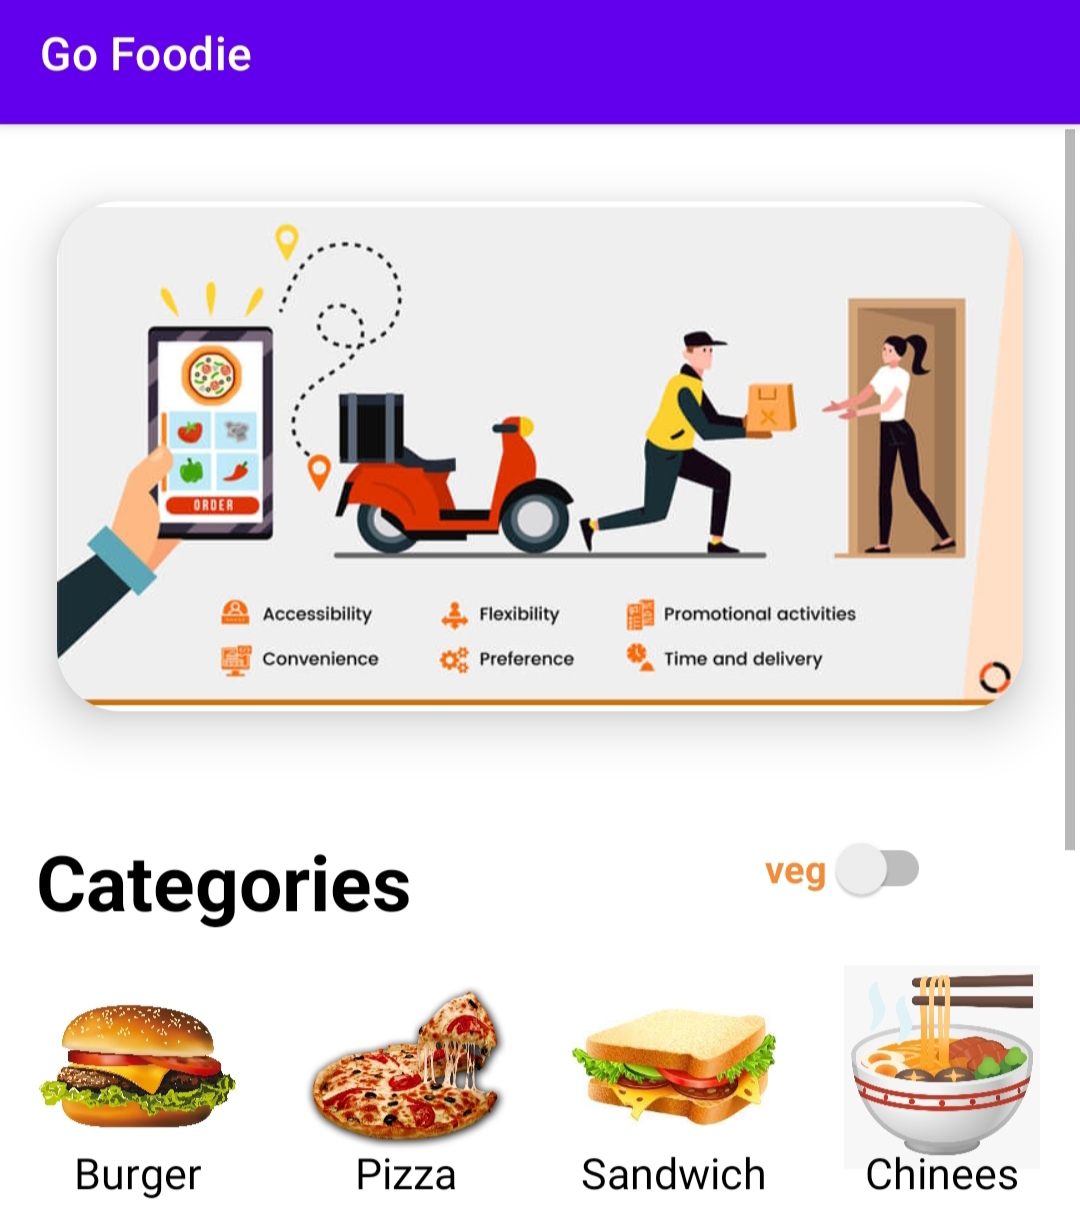 Go Foodie
ORDER
Accessibility Flexibility Promotional activities
Convenience Preference Time and delivery
Categories veg
Burger Pizza Sandwich Chinees